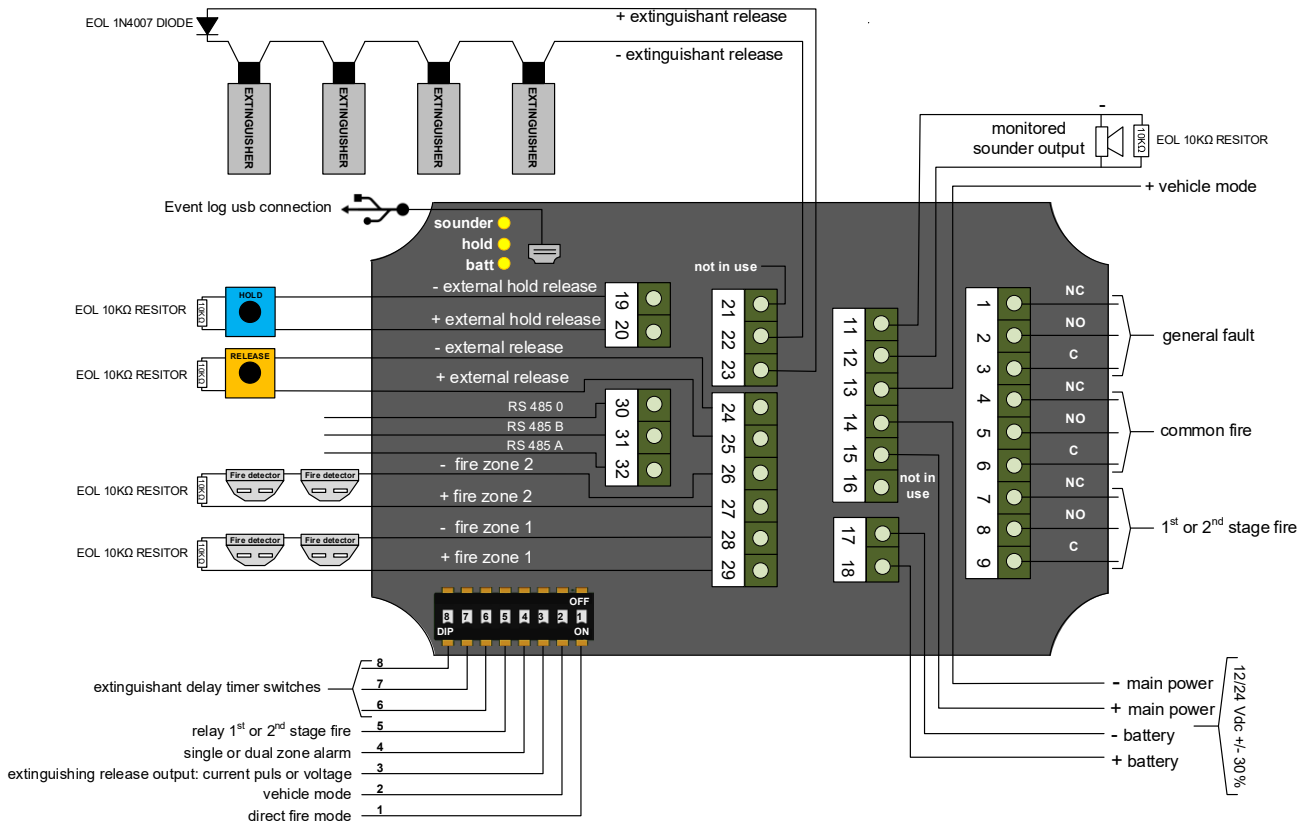 EOL 1N4007 DIODE
+ extinguishant release
- extinguishant release
EXTINGUISHER
EXTINGUISHER
EXTINGUISHER
EXTINGUISHER
-
monitored
sounder output
10KΩ
EOL 10KΩ RESITOR
+ vehicle mode
Event log usb connection
sounder
hold
batt
not in use
EOL 10KΩ RESITOR
10KΩ
HOLD
- external hold release
+ external hold release
19
20
EOL 10KΩ RESITOR
10KΩ
RELEASE
- external release
+ external release
RS 485 0
RS 485 B
RS 485 A
30
31
32
21
22
23
24
25
26
27
28
29
EOL 10KΩ RESITOR
10KΩ
Fire detector
Fire detector
- fire zone 2
+ fire zone 2
EOL 10KΩ RESITOR
10KΩ
Fire detector
Fire detector
- fire zone 1
+ fire zone 1
11
12
13
14
15
16
not in
use
17
18
1
2
3
4
5
6
7
8
9
NC
NO
C
NC
NO
C
NC
NO
C
general fault
common fire
1st or 2nd stage fire
OFF
8 7 6 5 4 3 2 1
DIP
ON
extinguishant delay timer switches
8
7
6
relay 1st or 2nd stage fire 5
single or dual zone alarm 4
extinguishing release output: current puls or voltage 3
vehicle mode 2
direct fire mode 1
- main power
+ main power
- battery
+ battery
12/24 Vdc +/- 30%